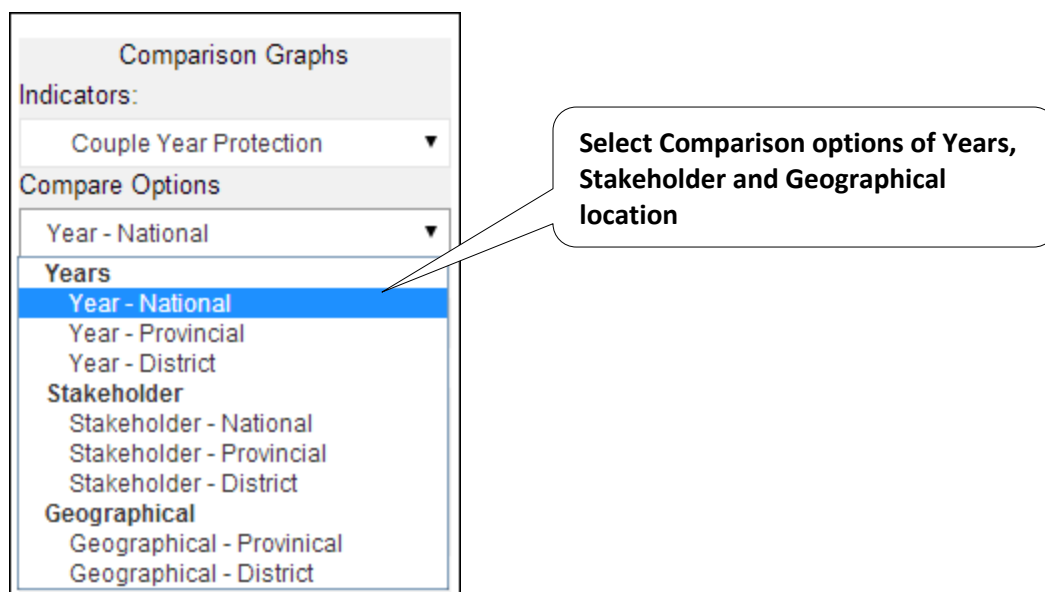 Comparison Graphs
Indicators:
Couple Year Protection
Compare Options
Year - National
Years
Year - National
Year - Provincial
Year - District
Stakeholder
Stakeholder - National
Stakeholder - Provincial
Stakeholder - District
Geographical
Geographical - Provinical
Geographical - District
Select Comparison options of Years,
Stakeholder and Geographical
location